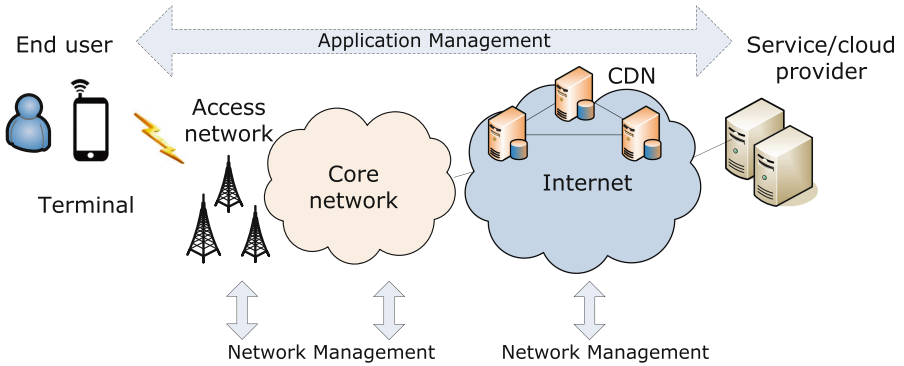 Application Management
End user
Service/cloud
provider
CDN
Access
network
Core
network
Internet
Terminal
Network Management
Network Management